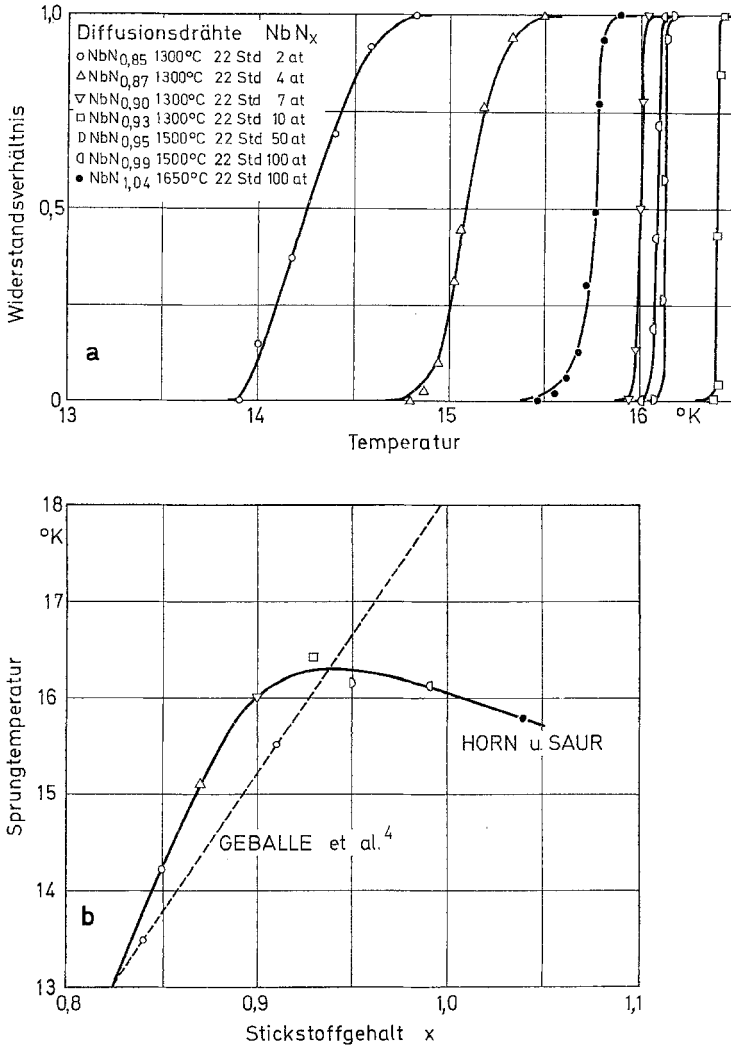 1,0
Diffusionsdrähte NbNx
○ NbN0,85 1300°C 22 Std 2 at
△ NbN0,87 1300°C 22 Std 4 at
▽ NbN0,90 1300°C 22 Std 7 at
□ NbN0,93 1300°C 10 at 22 Std
D NbN0,95 1500°C 22 Std 50 at
NbN0,99 1500°C 22 Std 100 at
● NbN1,04 1650°C 22 Std 100 at
0,5
Widerstandsverhältnis
a
0
13 14 15 16 °K
Temperatur
18
°K
17
16
HORN u. SAUR
Sprungtemperatur
15
GEBALLE et al.4
14
b
13
0,8 0,9 1,0 1,1
Stickstoffgehalt x